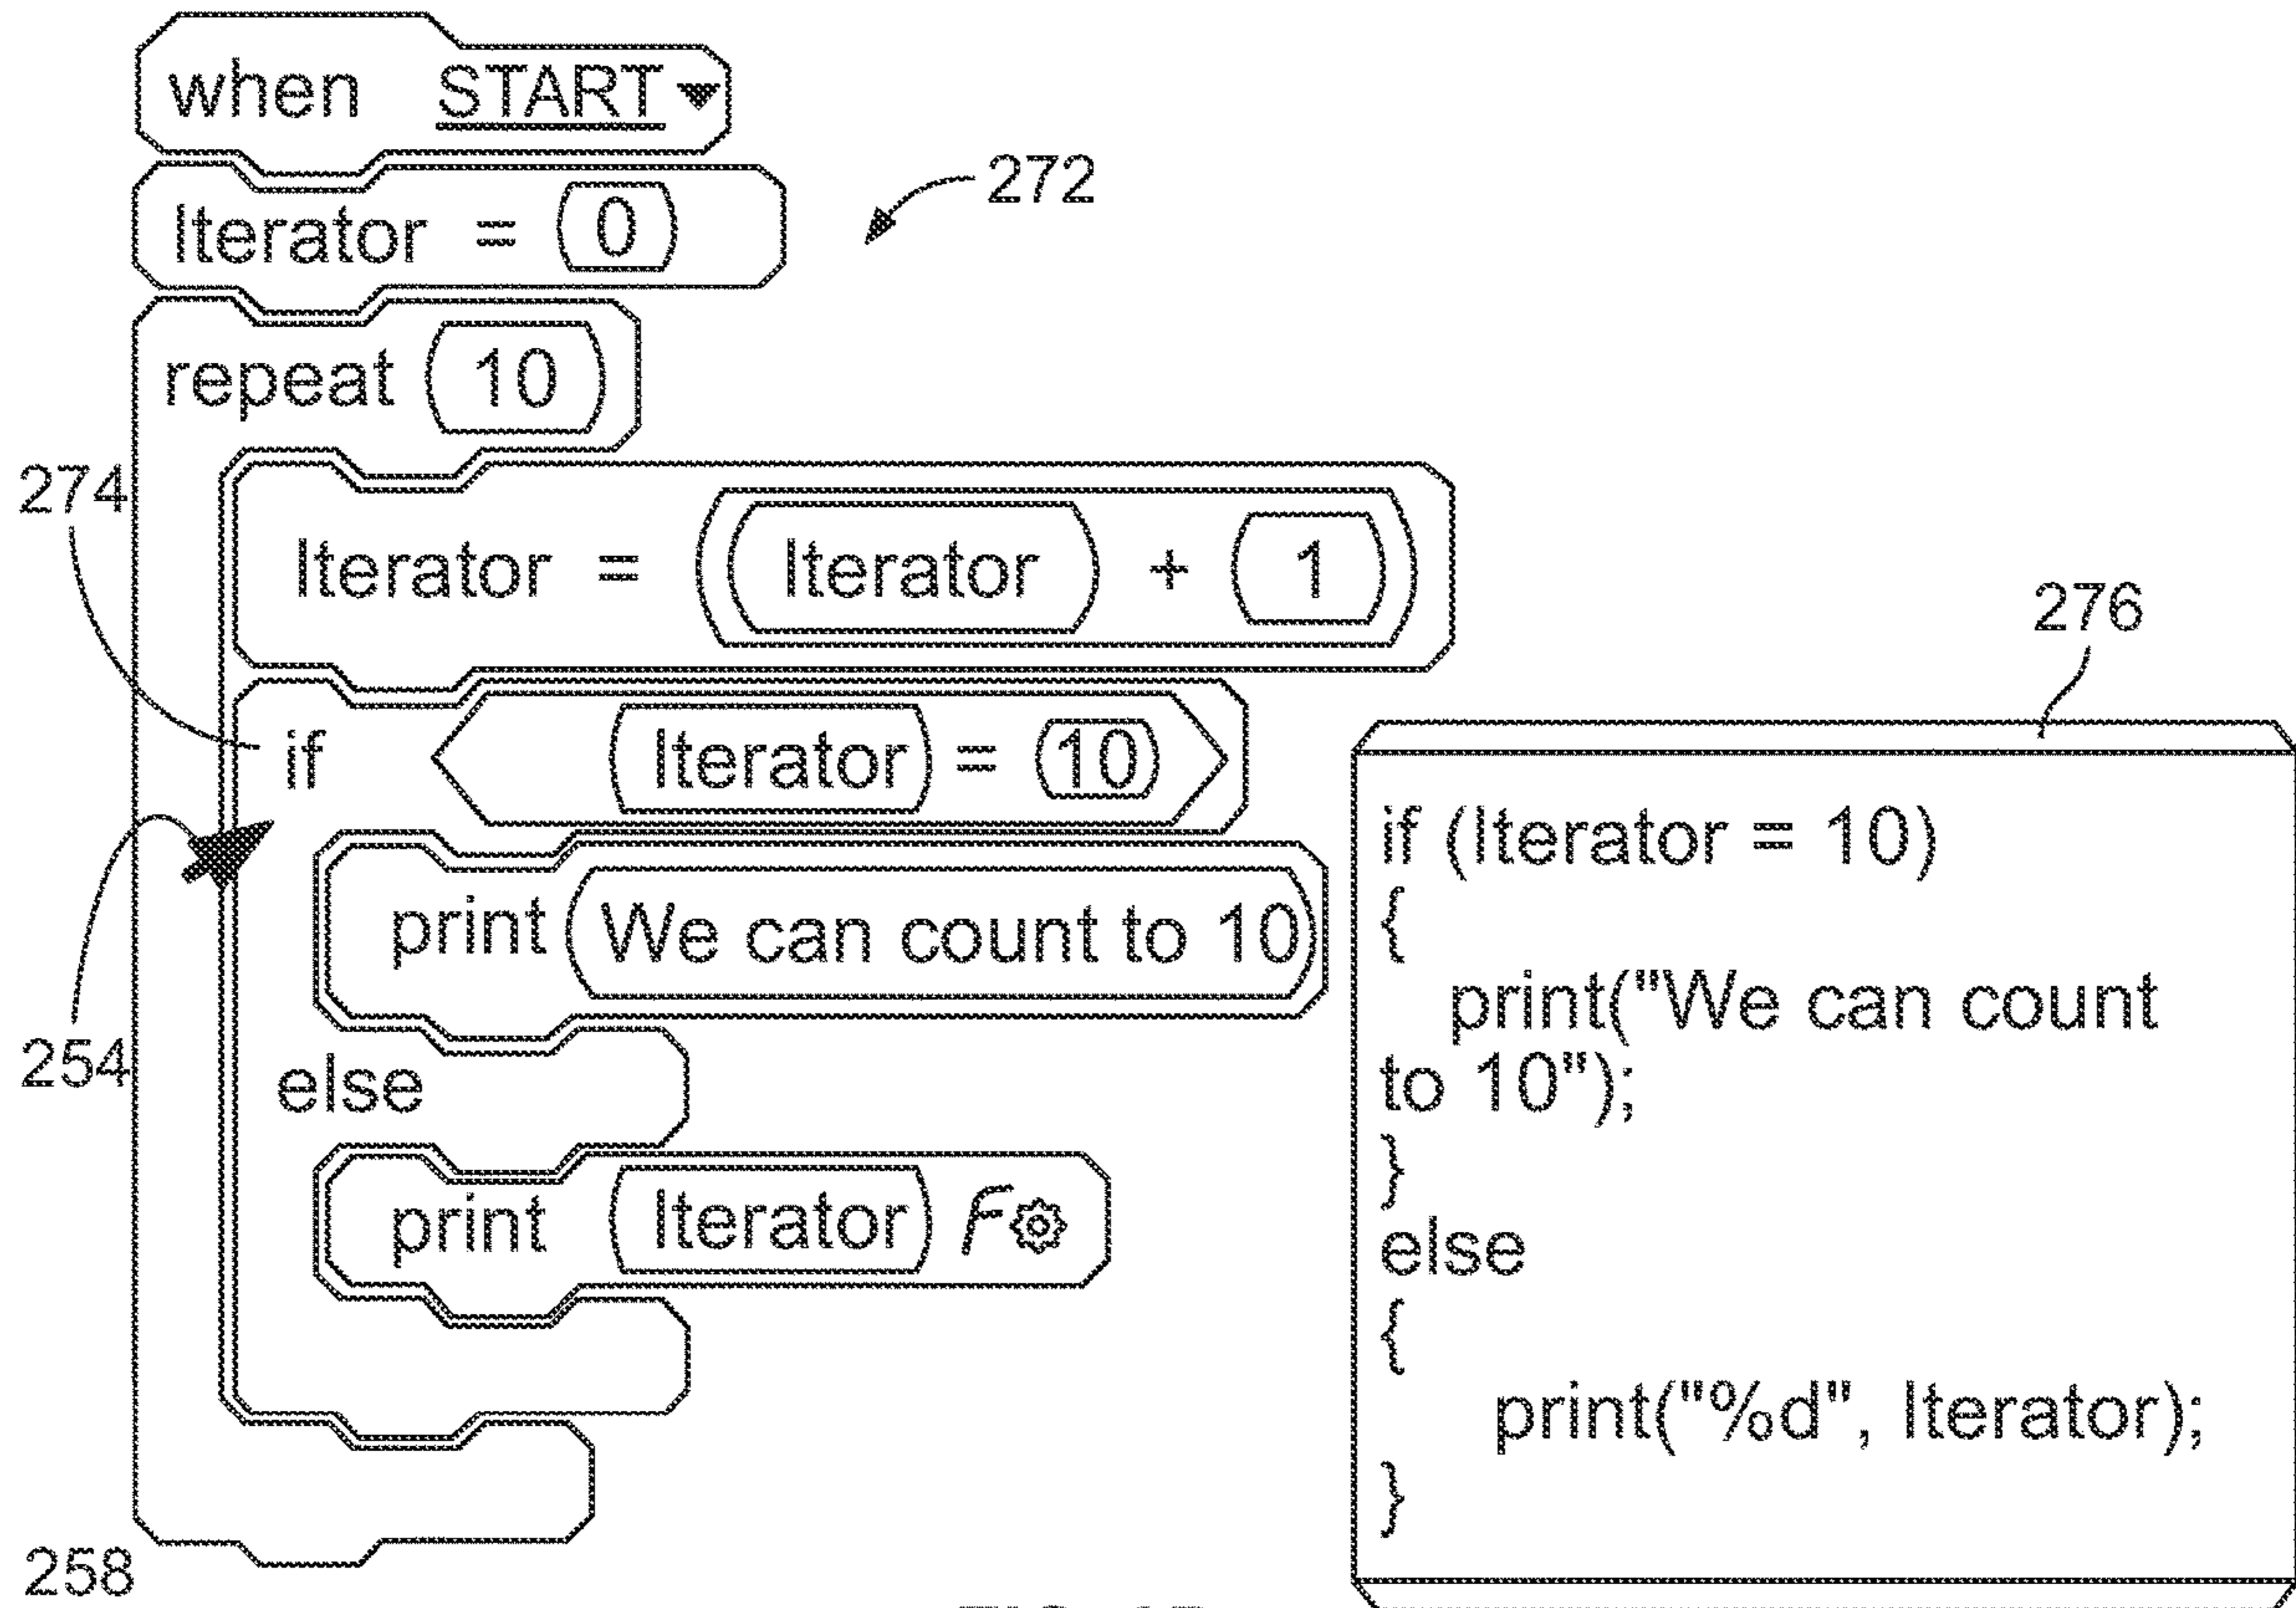 when START
272
Iterator = 0
repeat 10
274
Iterator = Iterator + 1
276
if Iterator = 10
print We can count to 10
254
else
print Iterator F
258
if (Iterator = 10)
{
print("We can count
to 10");
}
else
{
print("%d", Iterator);
}